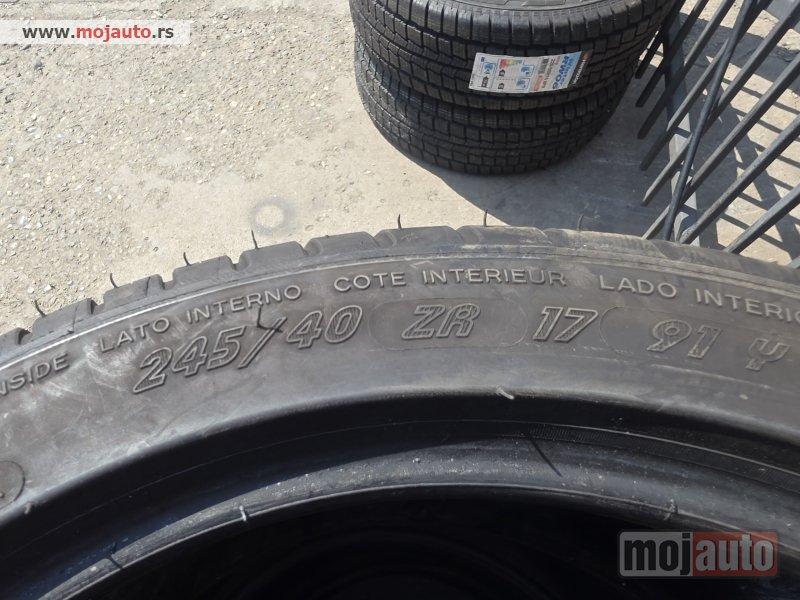 www.mojauto.rs
INSIDE LATO INTERNO COTE INTERIEUR LADO INTERIO
245/40 ZR 17 91 Y
mojauto